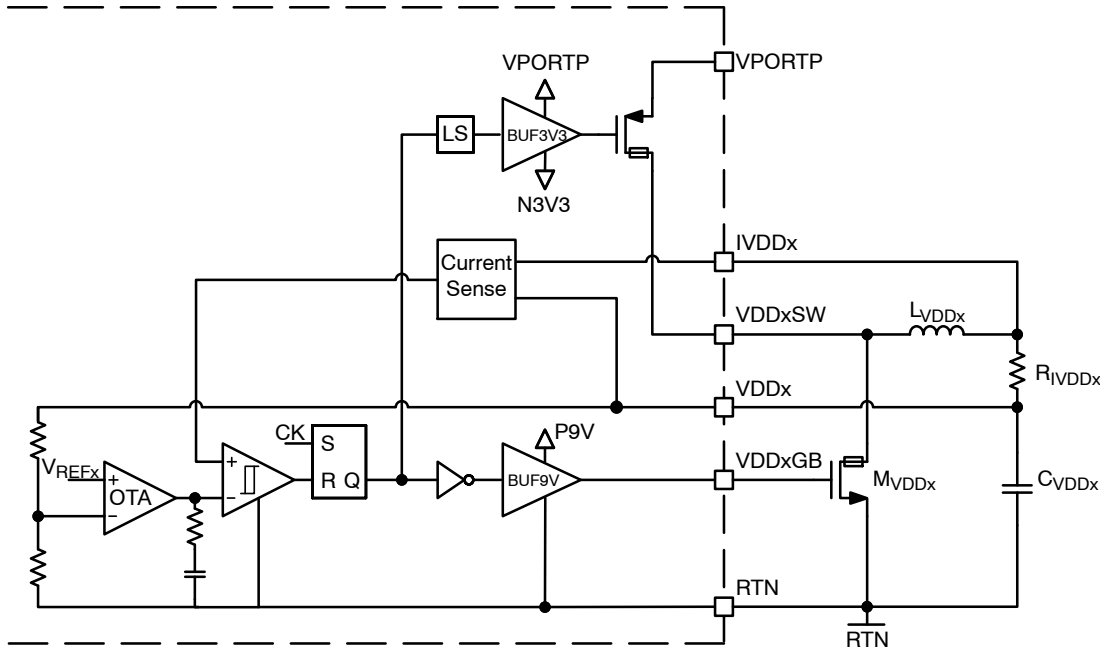 VPORTP
VPORTP
LS
BUF3V3
N3V3
IVDDx
Current
Sense
VDDxSW
LVDDx
RIVDDx
VDDx
CK
S
P9V
VREFx
+
+
R Q
BUF9V
VDDxGB
MVDDx
CVDDx
OTA
−
−
RTN
RTN